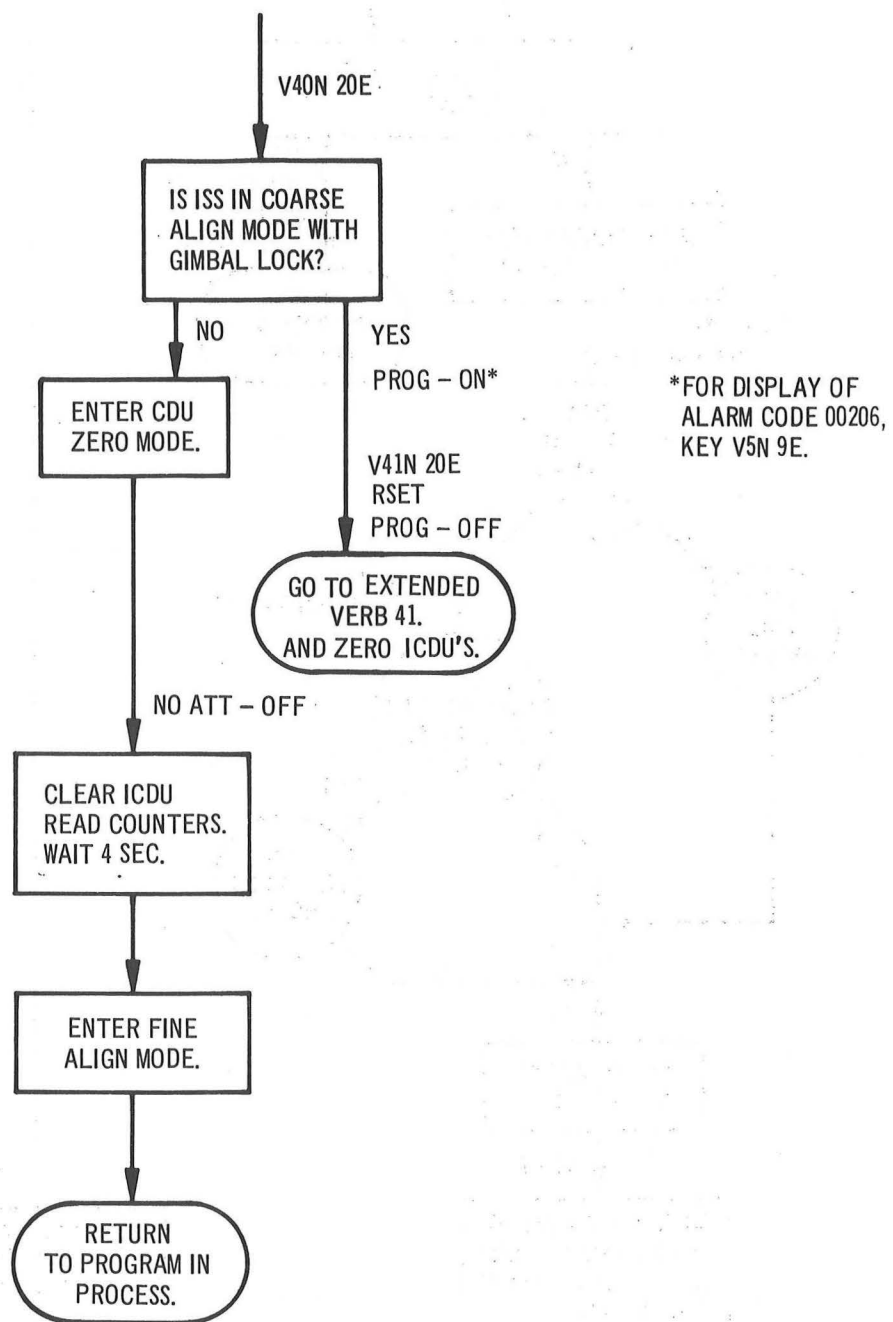 V40N 20E
IS ISS IN COARSE
ALIGN MODE WITH
GIMBAL LOCK?
NO
YES
PROG – ON*
*FOR DISPLAY OF
ALARM CODE 00206,
KEY V5N 9E.
ENTER CDU
ZERO MODE.
V41N 20E
RSET
PROG – OFF
GO TO EXTENDED
VERB 41.
AND ZERO ICDU'S.
NO ATT – OFF
CLEAR ICDU
READ COUNTERS.
WAIT 4 SEC.
ENTER FINE
ALIGN MODE.
RETURN
TO PROGRAM IN
PROCESS.